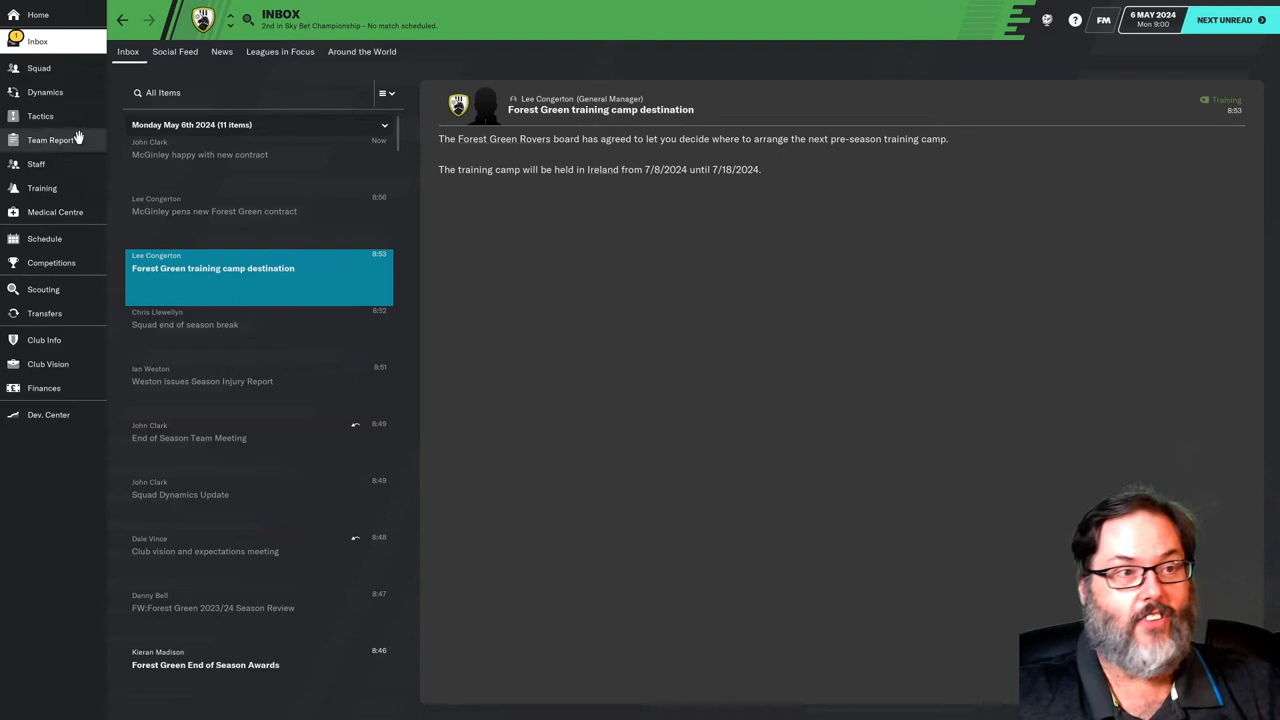 Home
INBOX
2nd in Sky Bet Championship - No match scheduled.
FM
6 MAY 2024
Mon 9:00
NEXT UNREAD
1
Inbox
Squad
Dynamics
Tactics
Team Report
Staff
Training
Medical Centre
Schedule
Competitions
Scouting
Transfers
Club Info
Club Vision
Finances
Dev. Center
Inbox Social Feed News Leagues in Focus Around the World
All Items
Monday May 6th 2024 (11 items)
John Clark Now
McGinley happy with new contract
Lee Congerton 8:56
McGinley pens new Forest Green contract
Lee Congerton 8:53
Forest Green training camp destination
Chris Llewellyn 8:52
Squad end of season break
Ian Weston 8:51
Weston issues Season Injury Report
John Clark 8:49
End of Season Team Meeting
John Clark 8:49
Squad Dynamics Update
Dale Vince 8:48
Club vision and expectations meeting
Danny Bell 8:47
FW:Forest Green 2023/24 Season Review
Kieran Madison 8:46
Forest Green End of Season Awards
Lee Congerton (General Manager)
Forest Green training camp destination
Training
8:53
The Forest Green Rovers board has agreed to let you decide where to arrange the next pre-season training camp.
The training camp will be held in Ireland from 7/8/2024 until 7/18/2024.